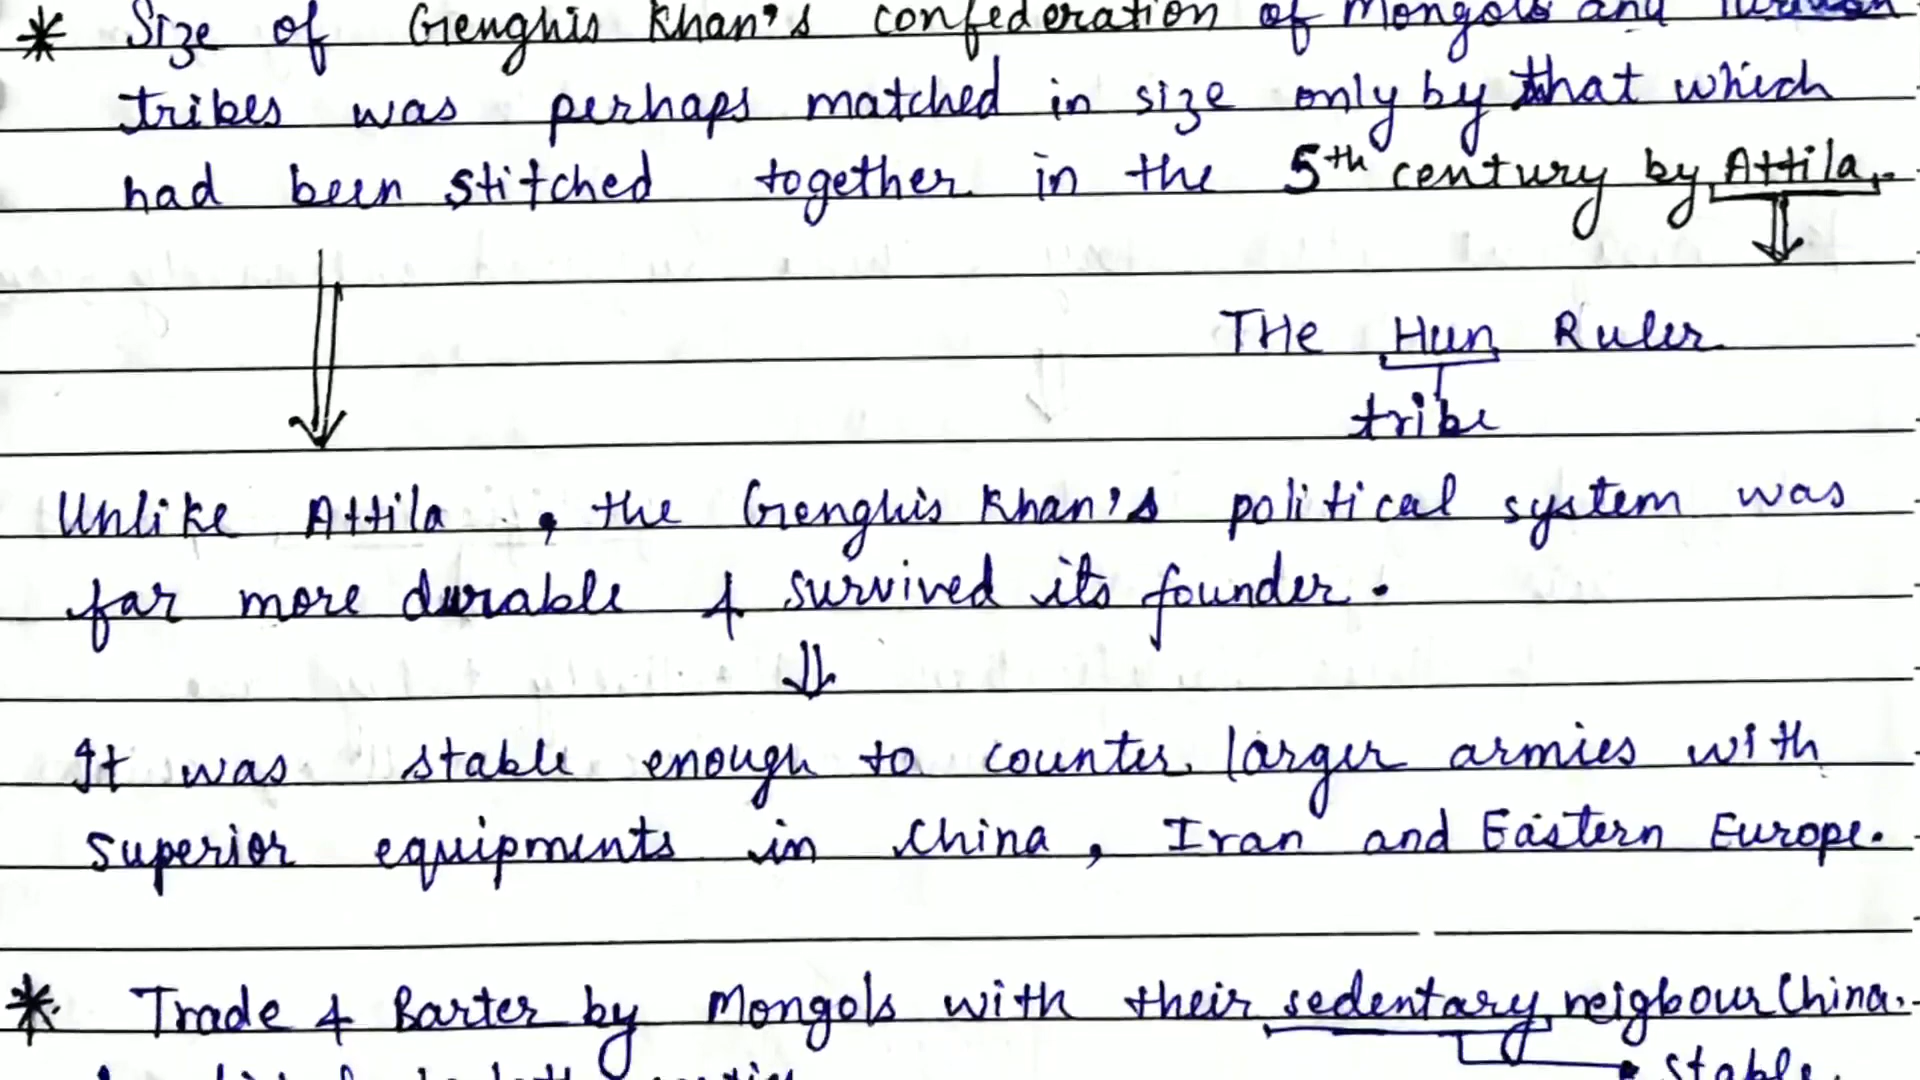 * Size of Genghis Khan's confederation of Mongols and
tribes was perhaps matched in size only by that which
had been stitched together in the 5th century by Attila.
THe Hun Ruler
tribe
Unlike Attila, the Genghis Khan's political system was
far more durable & survived its founder.
It was stable enough to counter larger armies with
superior equipments in China, Iran and Eastern Europe.
* Trade & Barter by Mongols with their sedentary neigbour China.
stable.